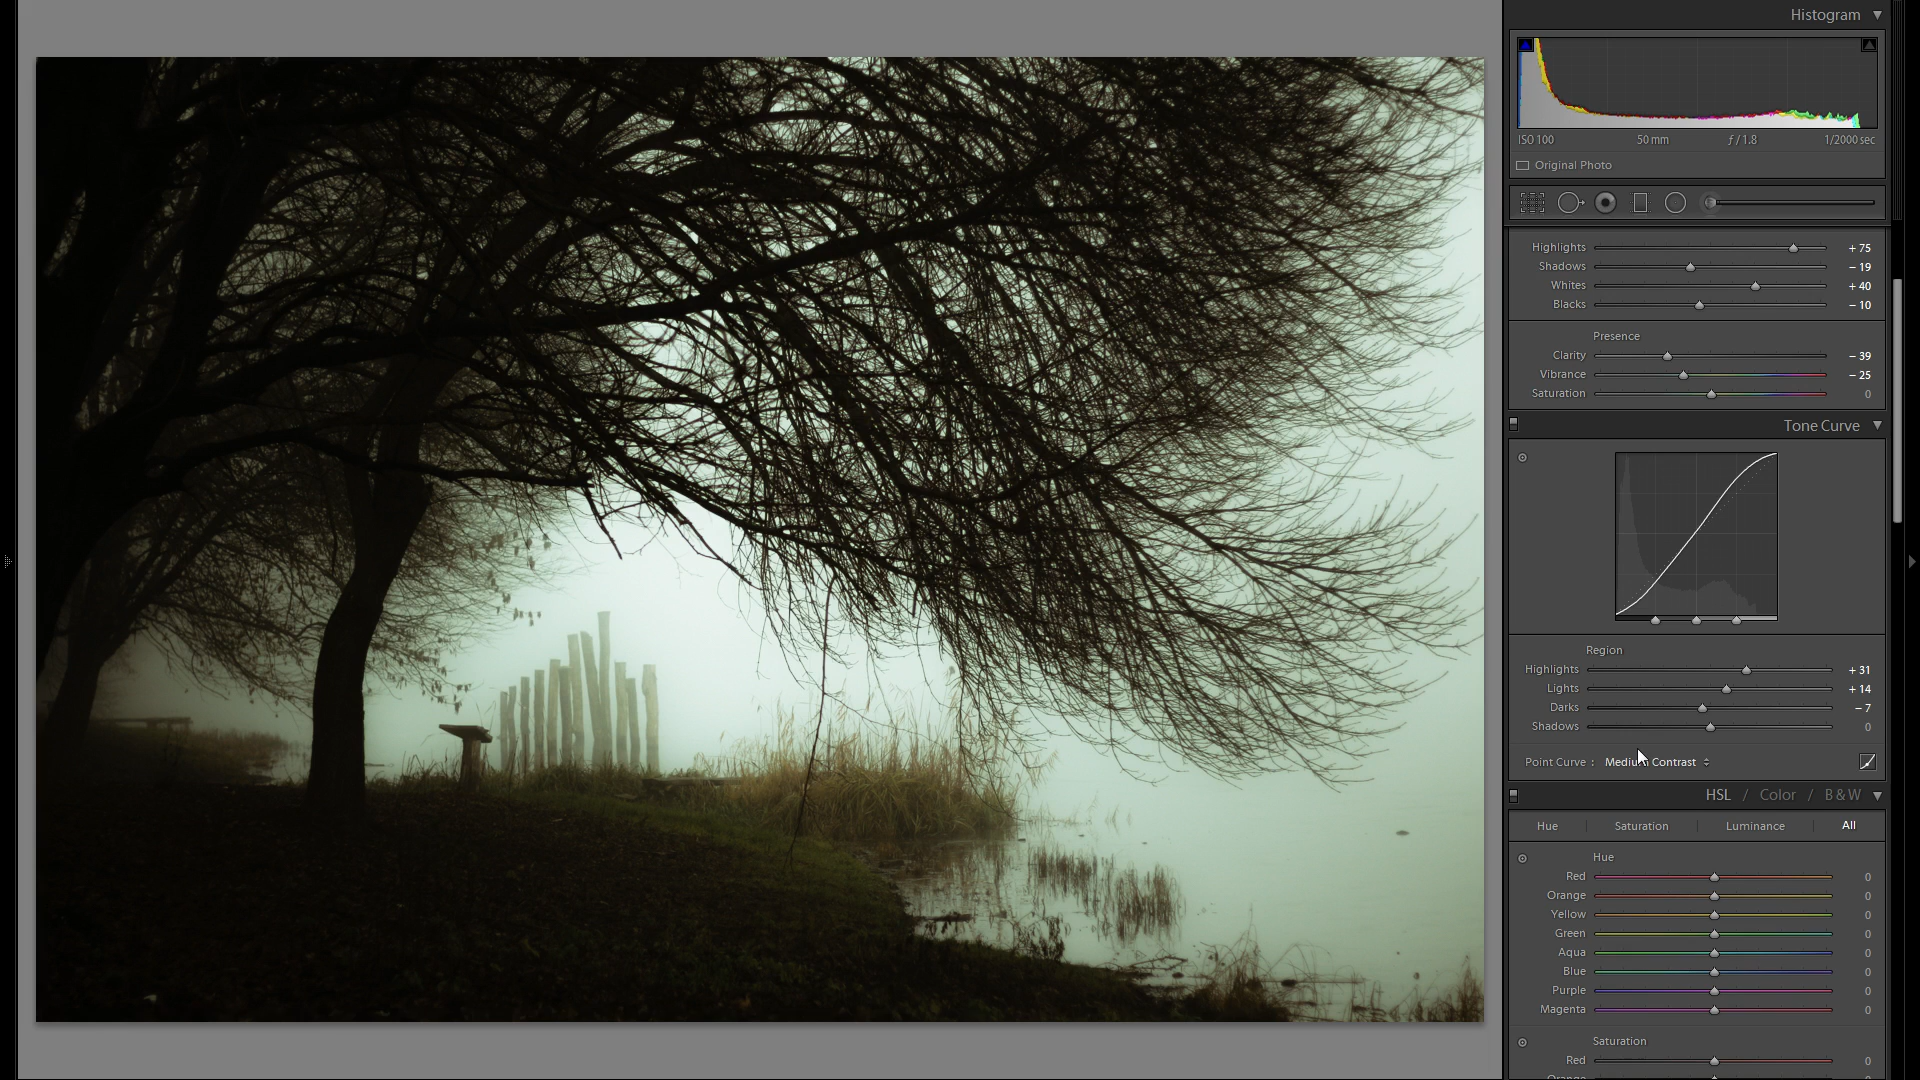 Histogram
ISO 100 50 mm ƒ / 1.8 1/2000 sec
Original Photo
Highlights + 75
Shadows – 19
Whites + 40
Blacks – 10
Presence
Clarity – 39
Vibrance – 25
Saturation 0
Tone Curve
Region
Highlights + 31
Lights + 14
Darks – 7
Shadows 0
Point Curve : Medium Contrast
HSL / Color / B & W
Hue Saturation Luminance All
Hue
Red 0
Orange 0
Yellow 0
Green 0
Aqua 0
Blue 0
Purple 0
Magenta 0
Saturation
Red 0